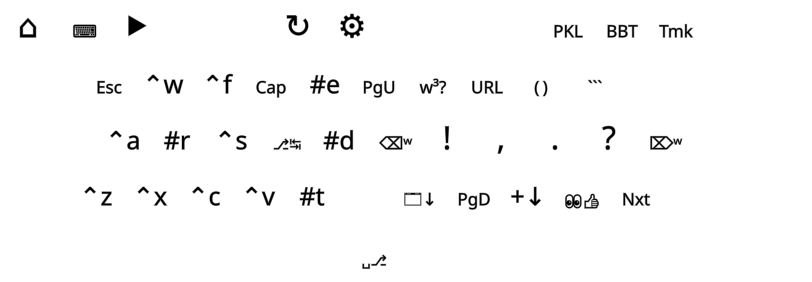 ⌂ ⌨ ▶ ↻ ⚙ PKL BBT Tmk
Esc ^w ^f Cap #e PgU w³? URL () ```
^a #r ^s ⎇↹ #d ⌫ʷ ! , . ? ⌦ʷ
^z ^x ^c ^v #t 🗔↓ PgD +↓ 👀👍 Nxt
␣⎇